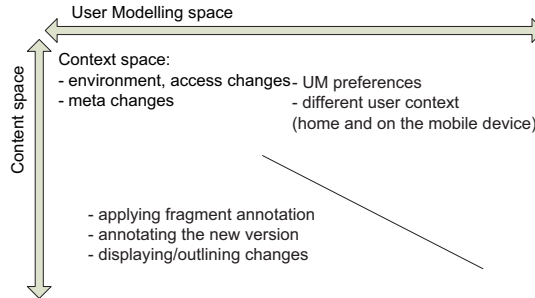 User Modelling space
Content space
Context space:
- environment, access changes
- meta changes
- UM preferences
- different user context
(home and on the mobile device)
- applying fragment annotation
- annotating the new version
- displaying/outlining changes